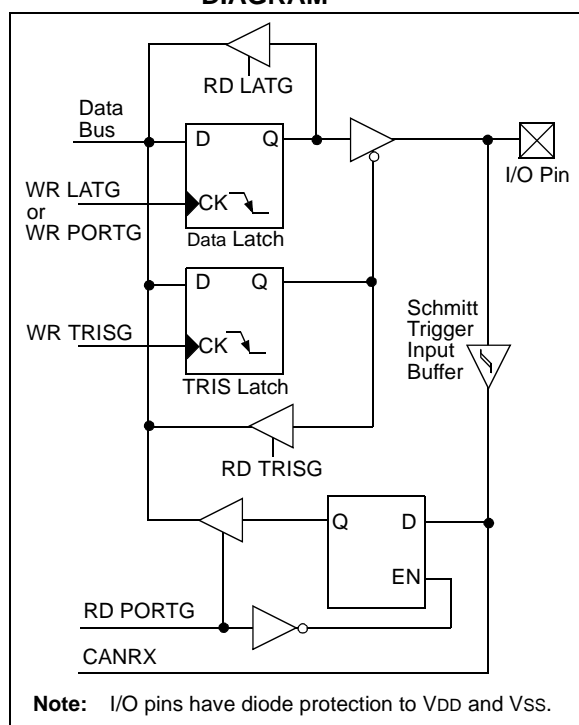 DIAGRAM
RD LATG
Data
Bus
D Q
I/O Pin
WR LATG
or
WR PORTG
CK
Data Latch
D Q
WR TRISG
CK
TRIS Latch
Schmitt
Trigger
Input
Buffer
RD TRISG
Q D
EN
RD PORTG
CANRX
Note: I/O pins have diode protection to VDD and VSS.